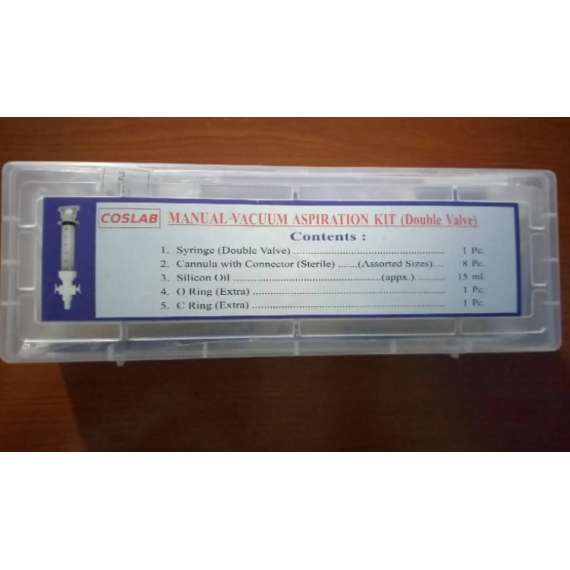 COSLAB MANUAL-VACUUM ASPIRATION KIT (Double Valve)
Contents :
1. Syringe (Double Valve) ........................................ 1 Pc.
2. Cannula with Connector (Sterile) .......(Assorted Sizes).... 8 Pc.
3. Silicon Oil ........................................(appx.)......... 15 ml.
4. O Ring (Extra) ................................................ 1 Pc.
5. C Ring (Extra) ................................................ 1 Pc.